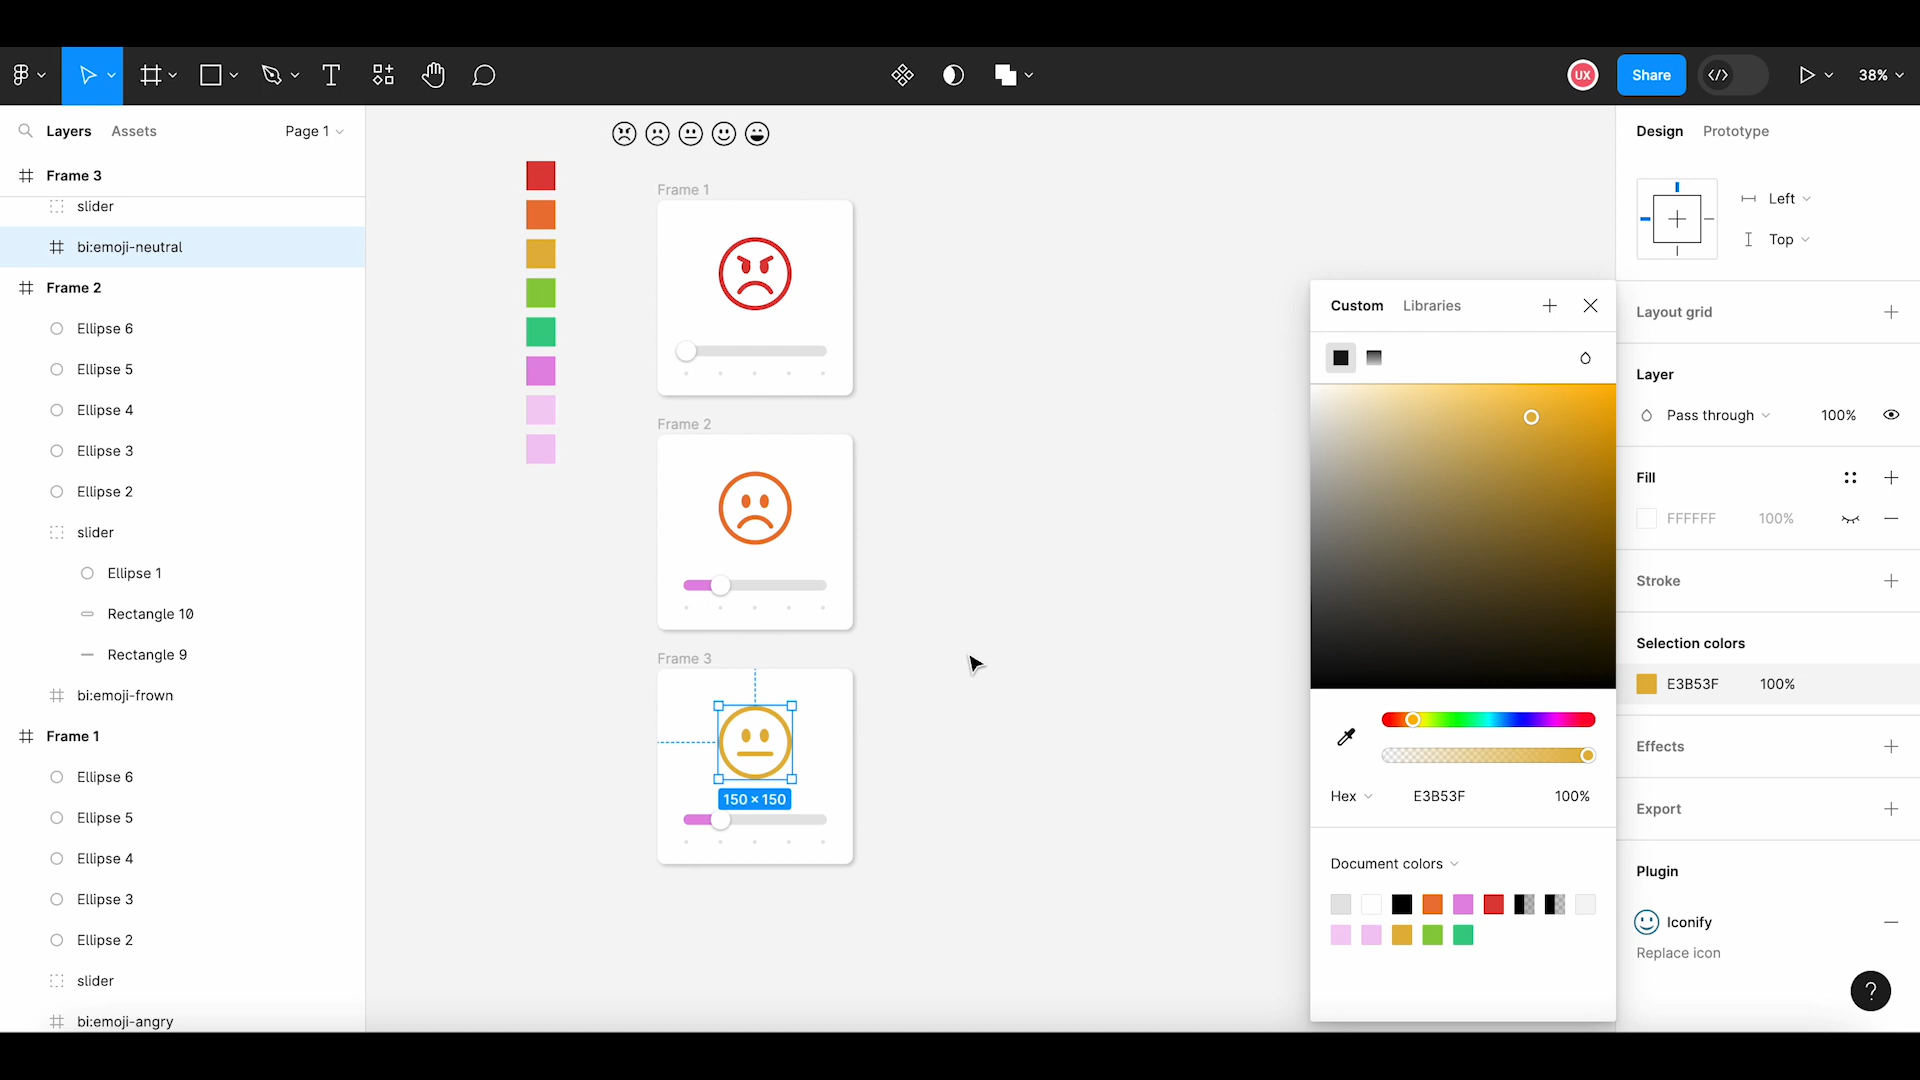 UX
Share
38%
Layers
Assets
Page 1
Frame 3
slider
bi:emoji-neutral
Frame 2
Ellipse 6
Ellipse 5
Ellipse 4
Ellipse 3
Ellipse 2
slider
Ellipse 1
Rectangle 10
Rectangle 9
bi:emoji-frown
Frame 1
Ellipse 6
Ellipse 5
Ellipse 4
Ellipse 3
Ellipse 2
slider
bi:emoji-angry
Frame 1
Frame 2
Frame 3
150 × 150
Custom
Libraries
Hex
E3B53F
100%
Document colors
Design
Prototype
Left
Top
Layout grid
Layer
Pass through
100%
Fill
FFFFFF
100%
Stroke
Selection colors
E3B53F
100%
Effects
Export
Plugin
Iconify
Replace icon
?